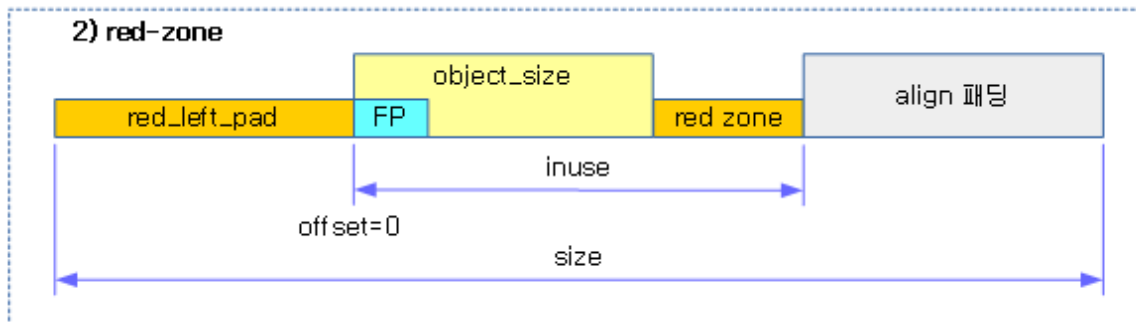 2) red-zone
object_size
align 패딩
red_left_pad
FP
red zone
inuse
offset=0
size